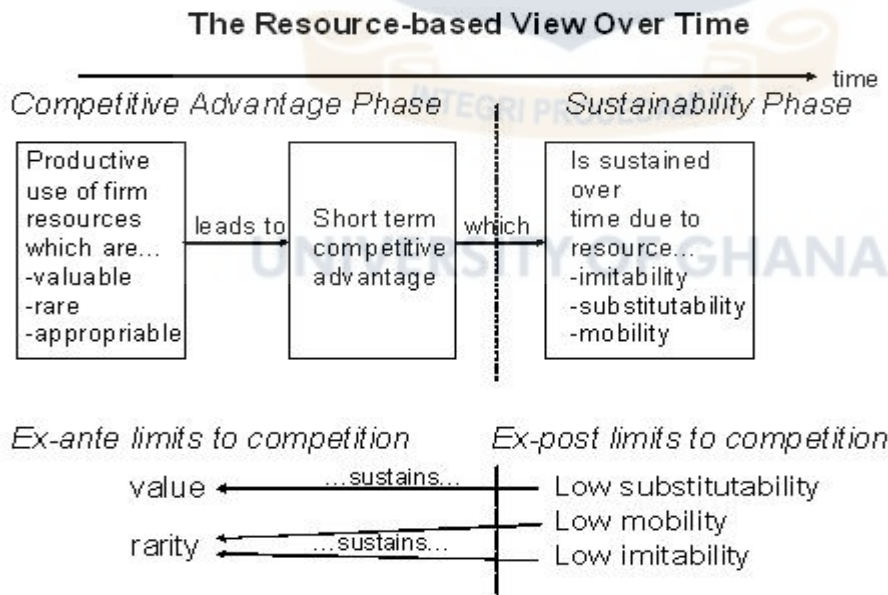 The Resource-based View Over Time
time
Competitive Advantage Phase
Sustainability Phase
Productive
use of firm
resources
which are...
-valuable
-rare
-appropriable
leads to
Short term
competitive
advantage
which
Is sustained
over
time due to
resource...
-imitability
-substitutability
-mobility
INTEGRI PROCEDAMUS
UNIVERSITY OF GHANA
Ex-ante limits to competition
Ex-post limits to competition
value
...sustains...
Low substitutability
Low mobility
rarity
...sustains...
Low imitability